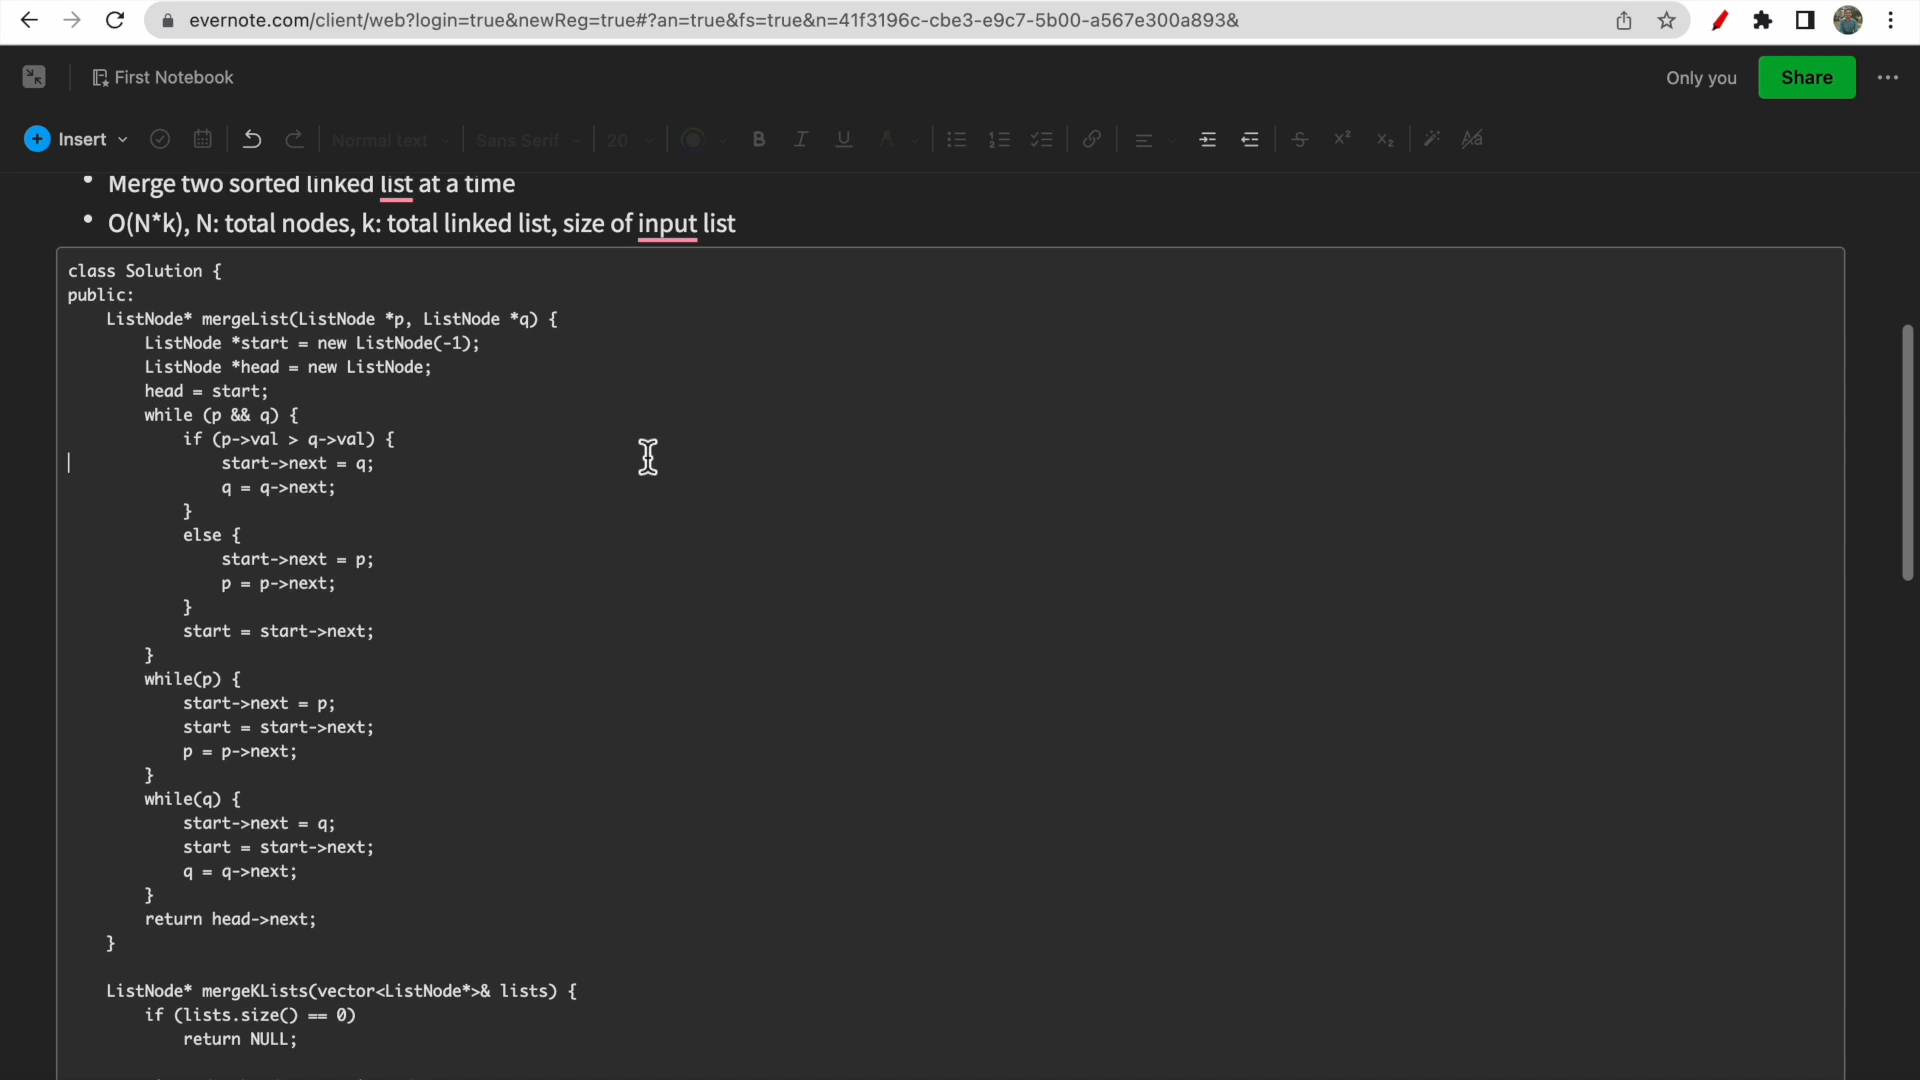 evernote.com/client/web?login=true&newReg=true#?an=true&fs=true&n=41f3196c-cbe3-e9c7-5b00-a567e300a893&
First Notebook
Only you
Share
Insert
Normal text
Sans Serif
20
B I U A
Merge two sorted linked list at a time
O(N*k), N: total nodes, k: total linked list, size of input list
class Solution {
public:
    ListNode* mergeList(ListNode *p, ListNode *q) {
        ListNode *start = new ListNode(-1);
        ListNode *head = new ListNode;
        head = start;
        while (p && q) {
            if (p->val > q->val) {
                start->next = q;
                q = q->next;
            }
            else {
                start->next = p;
                p = p->next;
            }
            start = start->next;
        }
        while(p) {
            start->next = p;
            start = start->next;
            p = p->next;
        }
        while(q) {
            start->next = q;
            start = start->next;
            q = q->next;
        }
        return head->next;
    }
    ListNode* mergeKLists(vector<ListNode*>& lists) {
        if (lists.size() == 0)
            return NULL;